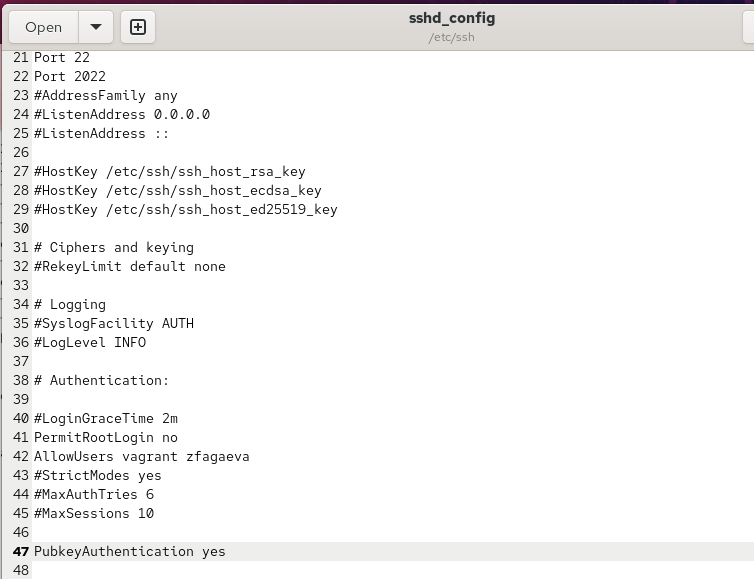 Open
sshd_config
/etc/ssh
21 Port 22
22 Port 2022
23 #AddressFamily any
24 #ListenAddress 0.0.0.0
25 #ListenAddress ::
26
27 #HostKey /etc/ssh/ssh_host_rsa_key
28 #HostKey /etc/ssh/ssh_host_ecdsa_key
29 #HostKey /etc/ssh/ssh_host_ed25519_key
30
31 # Ciphers and keying
32 #RekeyLimit default none
33
34 # Logging
35 #SyslogFacility AUTH
36 #LogLevel INFO
37
38 # Authentication:
39
40 #LoginGraceTime 2m
41 PermitRootLogin no
42 AllowUsers vagrant zfagaeva
43 #StrictModes yes
44 #MaxAuthTries 6
45 #MaxSessions 10
46
47 PubkeyAuthentication yes
48